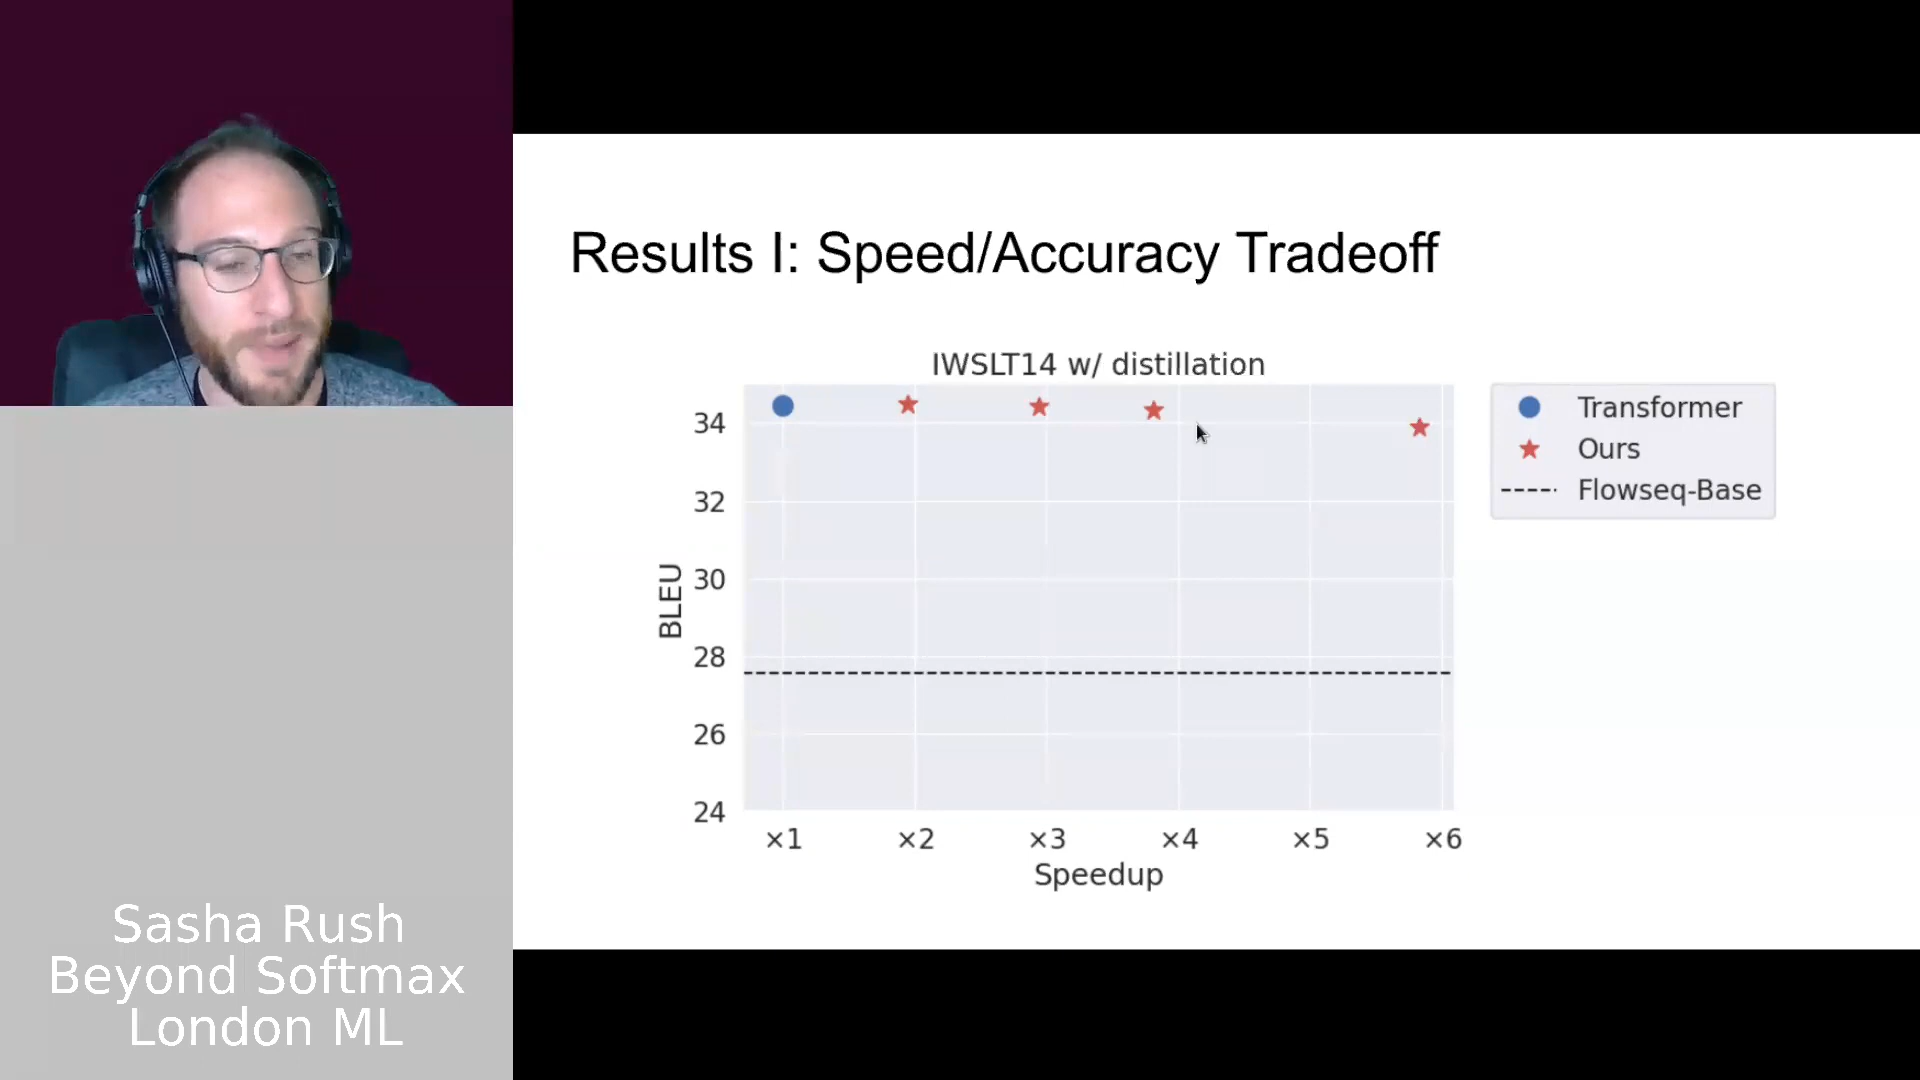 Results I: Speed/Accuracy Tradeoff
IWSLT14 w/ distillation
34
32
30
28
26
24
BLEU
×1 ×2 ×3 ×4 ×5 ×6
Speedup
Transformer
Ours
Flowseq-Base
Sasha Rush
Beyond Softmax
London ML